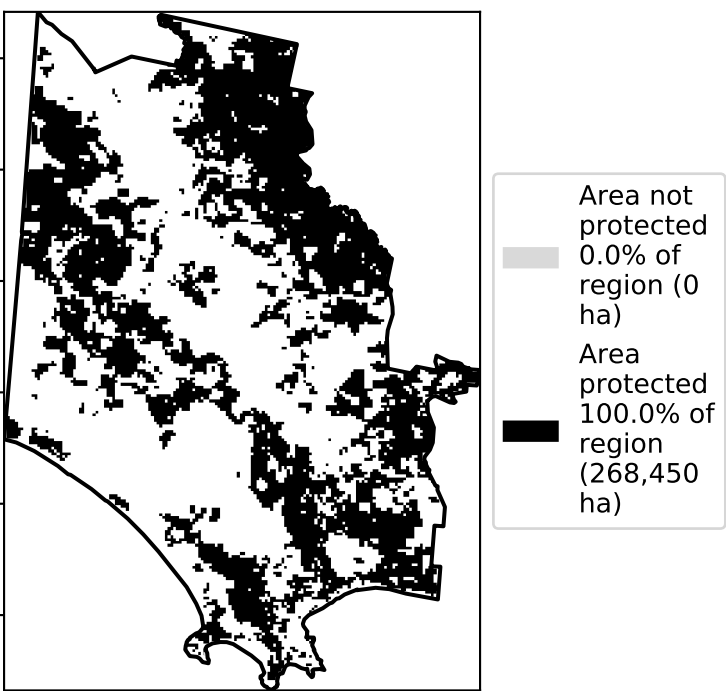 Area not
protected
0.0% of
region (0
ha)
Area
protected
100.0% of
region
(268,450
ha)